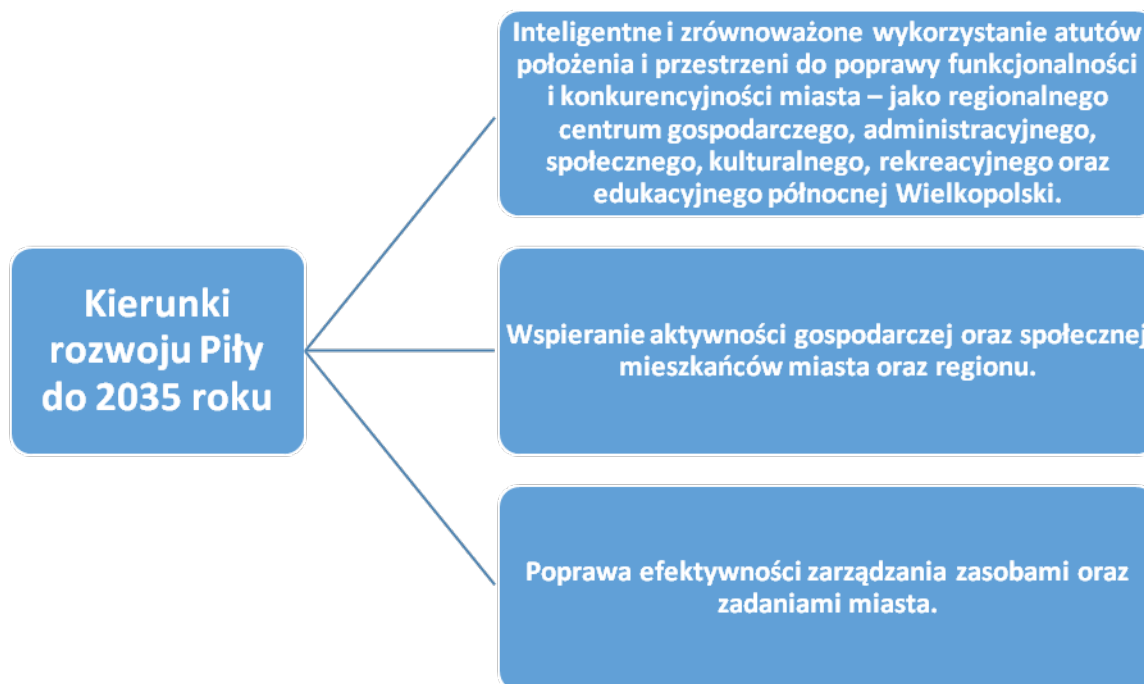 Kierunki
rozwoju Piły
do 2035 roku
Inteligentne i zrównoważone wykorzystanie atutów
położenia i przestrzeni do poprawy funkcjonalności
i konkurencyjności miasta – jako regionalnego
centrum gospodarczego, administracyjnego,
społecznego, kulturalnego, rekreacyjnego oraz
edukacyjnego północnej Wielkopolski.
Wspieranie aktywności gospodarczej oraz społecznej
mieszkańców miasta oraz regionu.
Poprawa efektywności zarządzania zasobami oraz
zadaniami miasta.